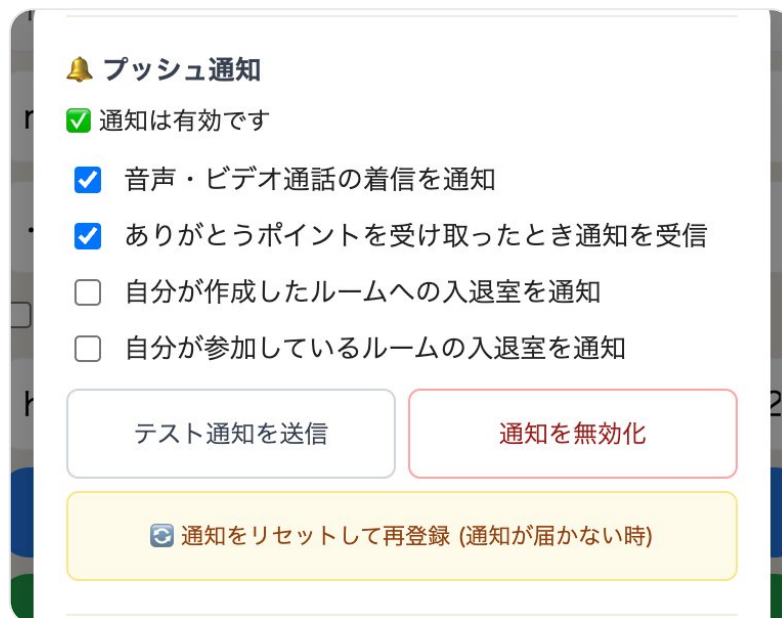 プッシュ通知
通知は有効です
音声・ビデオ通話の着信を通知
ありがとうポイントを受け取ったとき通知を受信
自分が作成したルームへの入退室を通知
自分が参加しているルームの入退室を通知
テスト通知を送信
通知を無効化
通知をリセットして再登録 (通知が届かない時)